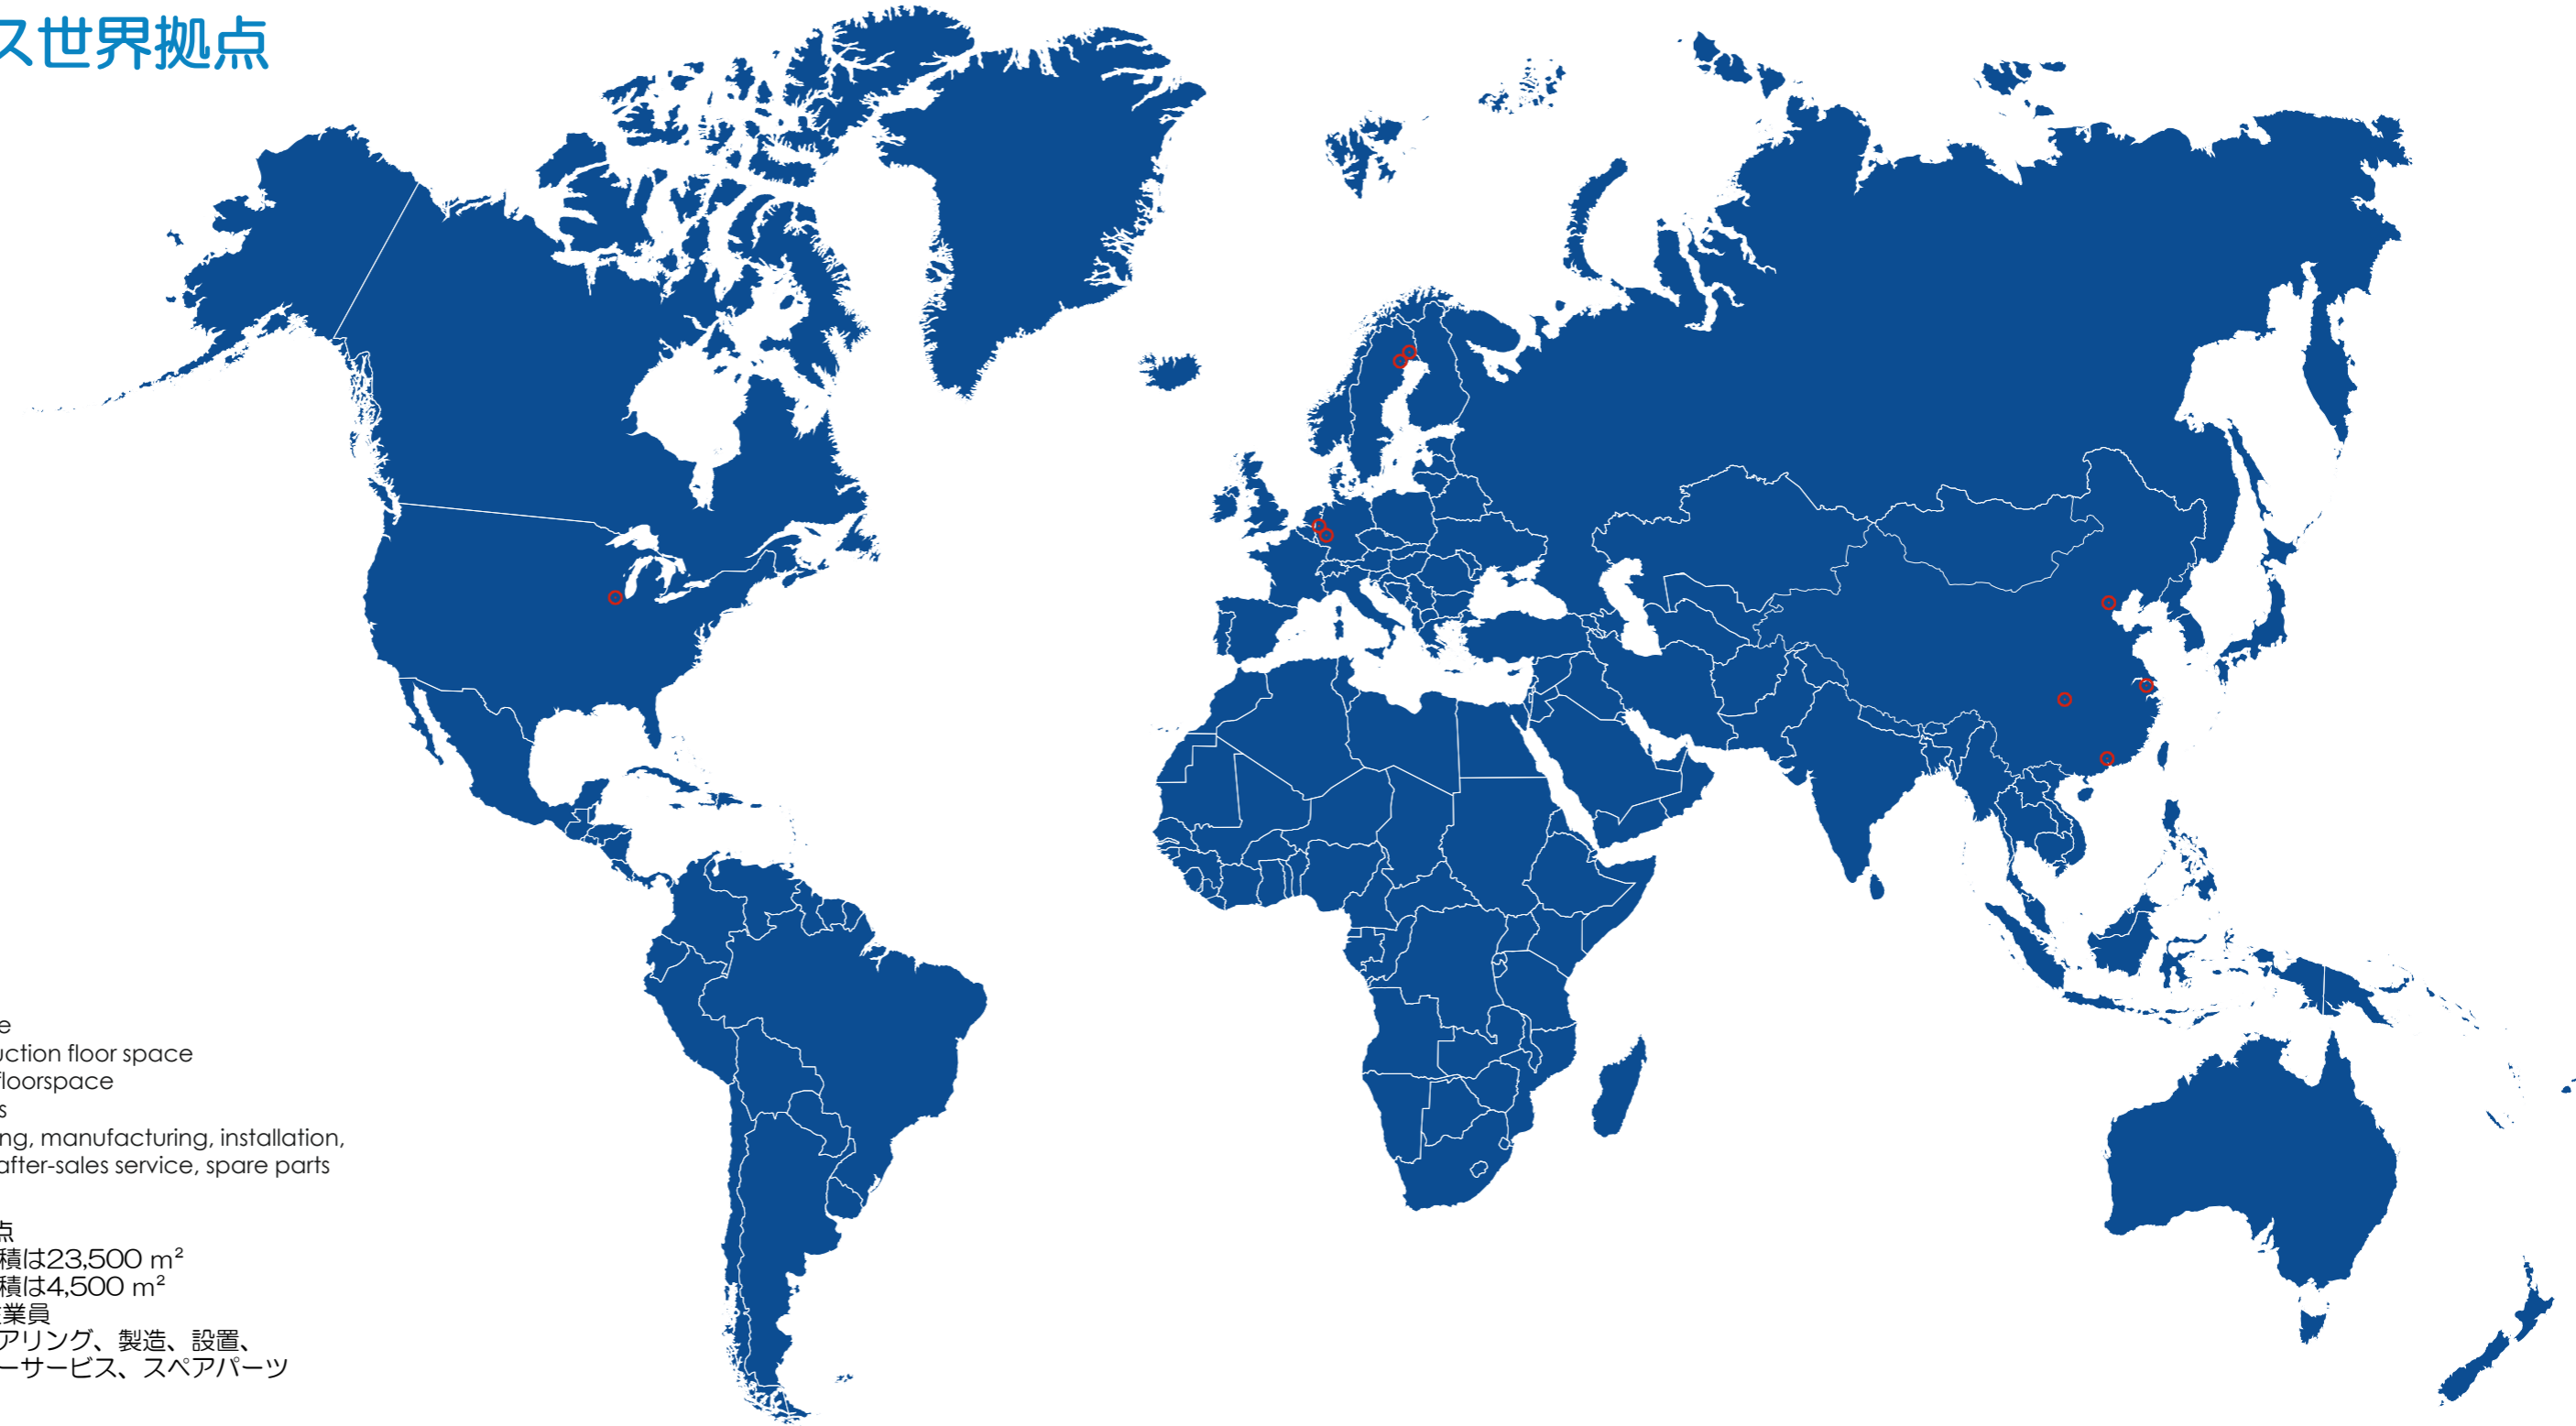 ス世界拠点
e
uction floor space
floorspace
s
ng, manufacturing, installation,
after-sales service, spare parts
点
積は23,500 m²
積は4,500 m²
業員
アリング、製造、設置、
ーサービス、スペアパーツ